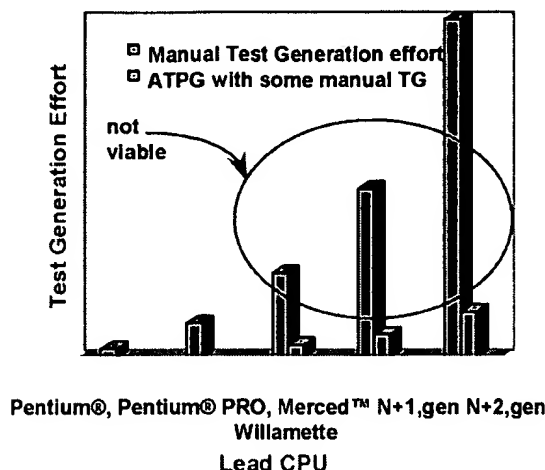 Manual Test Generation effort
ATPG with some manual TG
not
viable
Test Generation Effort
Pentium®, Pentium® PRO, Merced™ N+1,gen N+2,gen
Willamette
Lead CPU